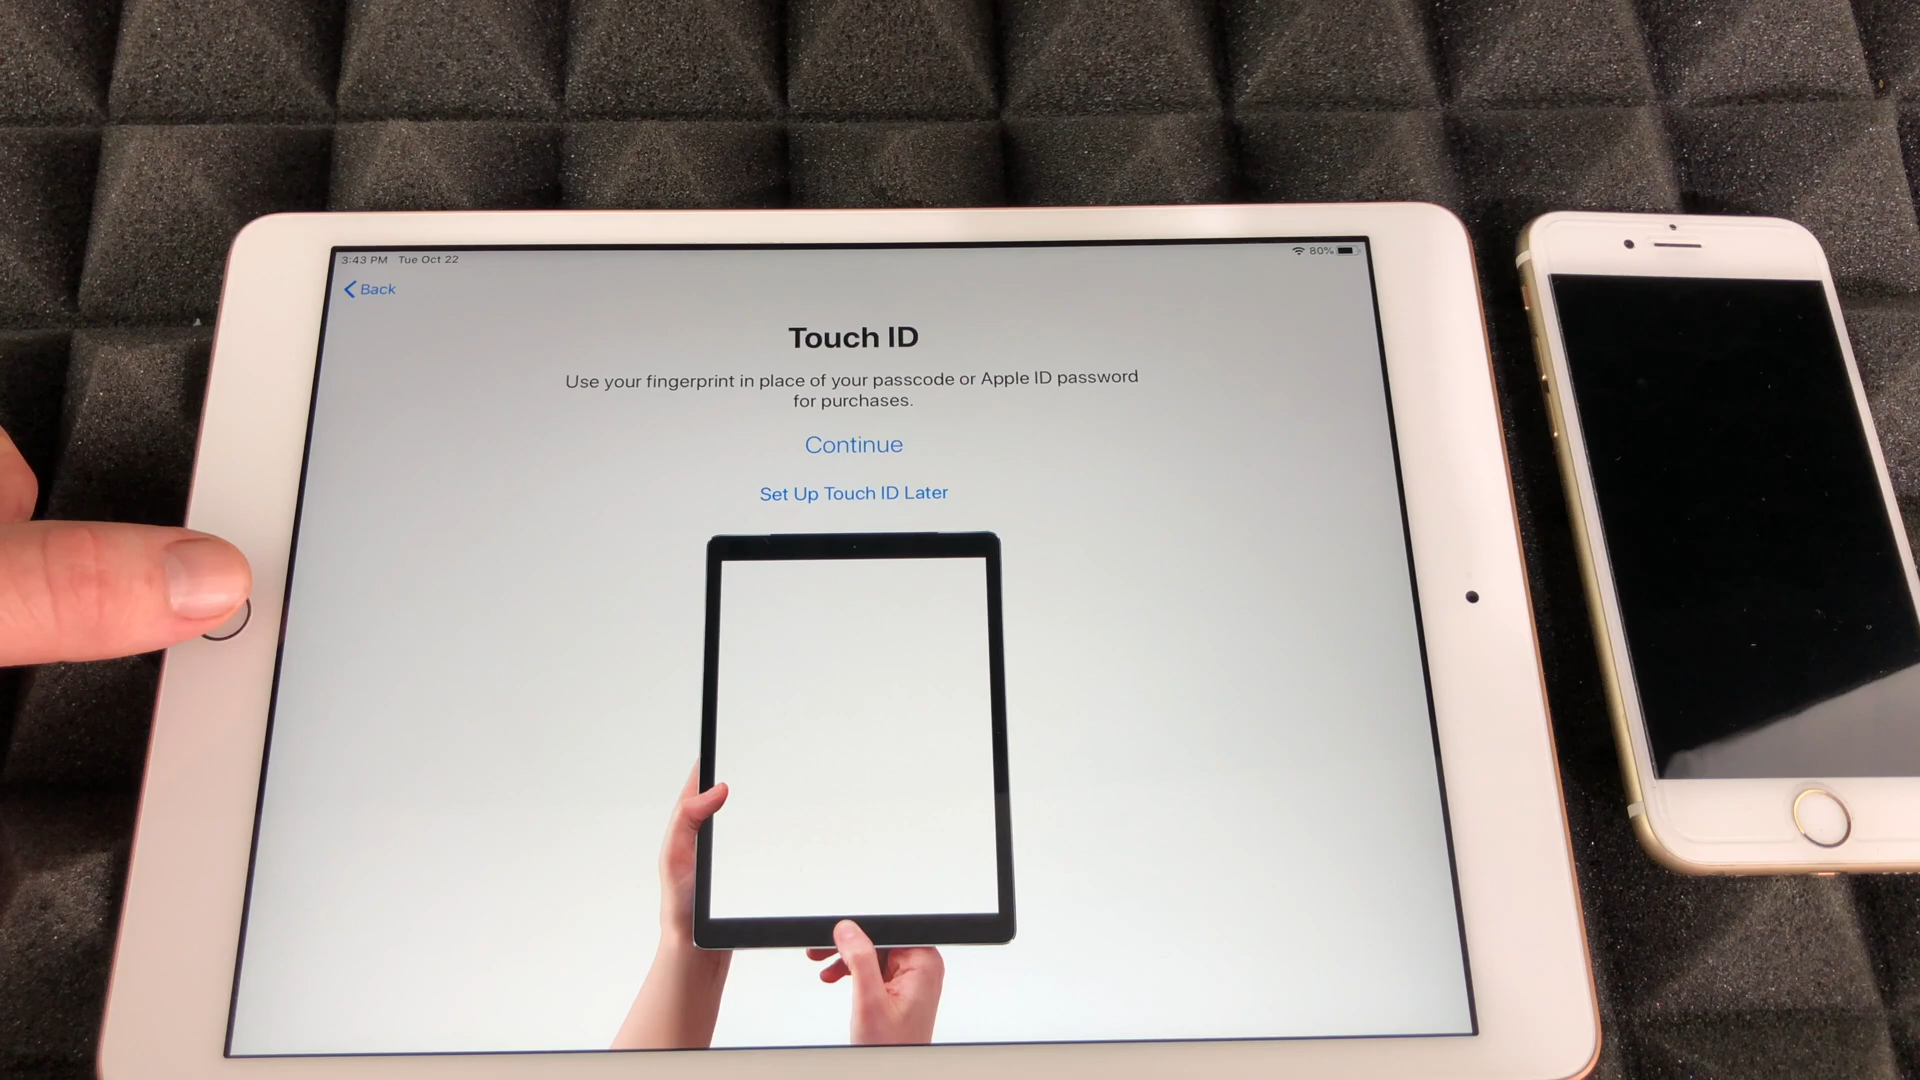 3:43 PM Tue Oct 22
80%
Back
Touch ID
Use your fingerprint in place of your passcode or Apple ID password
for purchases.
Continue
Set Up Touch ID Later